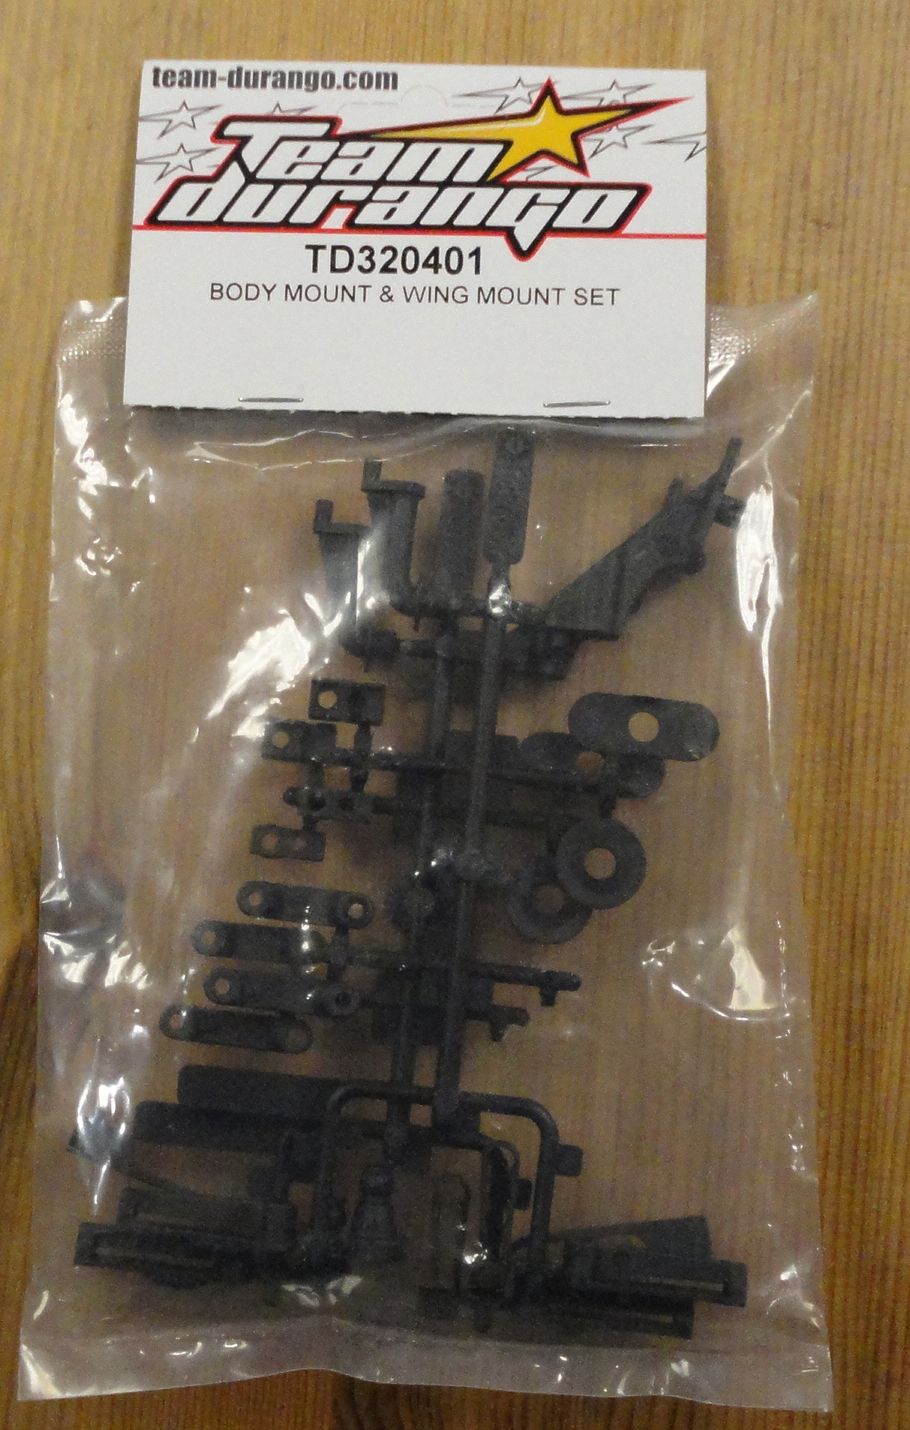 team-durango.com
Team
durango
TD320401
BODY MOUNT & WING MOUNT SET